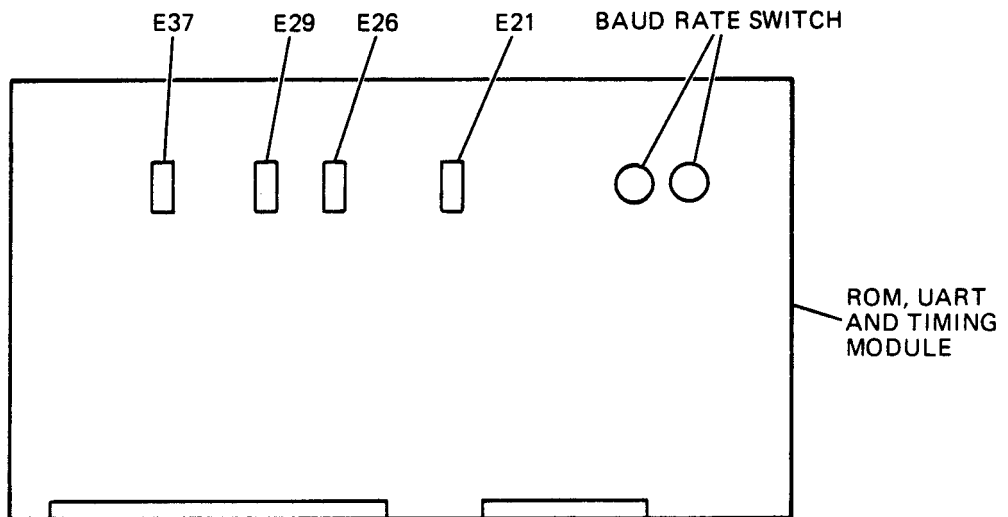 E37 E29 E26 E21 BAUD RATE SWITCH
ROM, UART
AND TIMING
MODULE